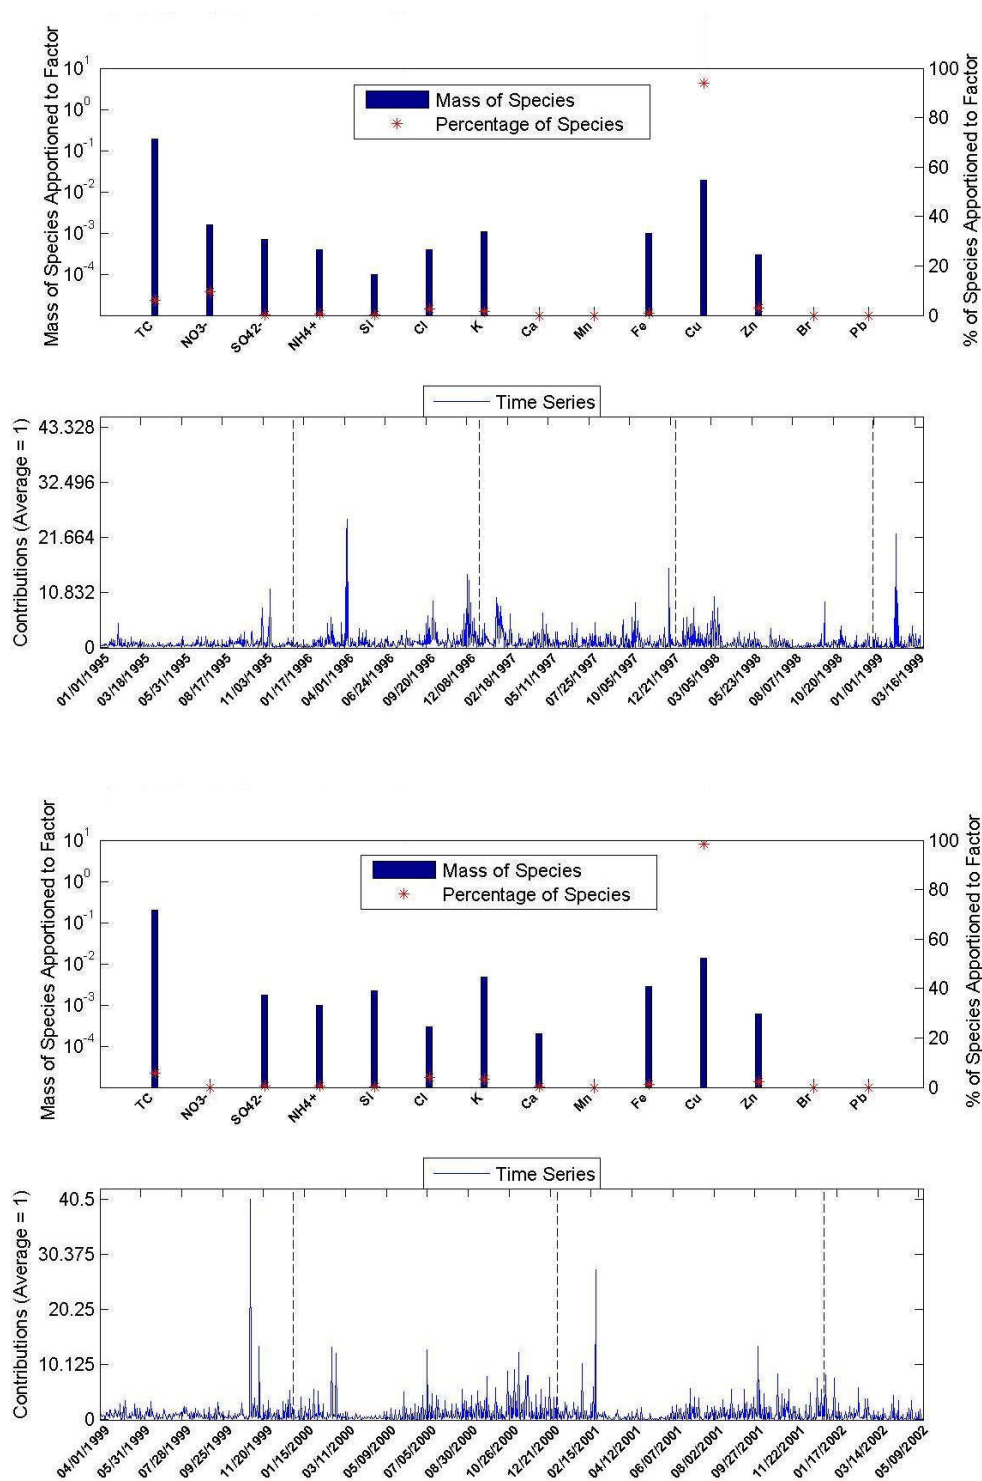 Mass of Species Apportioned to Factor
10^1
10^0
10^-1
10^-2
10^-3
10^-4
Mass of Species
Percentage of Species
100
80
60
40
20
0
% of Species Apportioned to Factor
TC NO3- SO42- NH4+ Si Cl K Ca Mn Fe Cu Zn Br Pb
Time Series
Contributions (Average = 1)
43.328
32.496
21.664
10.832
0
01/01/1995 03/18/1995 05/31/1995 08/17/1995 11/03/1995 01/17/1996 04/01/1996 06/24/1996 09/20/1996 12/08/1996 02/18/1997 05/11/1997 07/25/1997 10/05/1997 12/21/1997 03/05/1998 05/23/1998 08/07/1998 10/20/1998 01/01/1999 03/16/1999
Mass of Species Apportioned to Factor
10^1
10^0
10^-1
10^-2
10^-3
10^-4
Mass of Species
Percentage of Species
100
80
60
40
20
0
% of Species Apportioned to Factor
TC NO3- SO42- NH4+ Si Cl K Ca Mn Fe Cu Zn Br Pb
Time Series
Contributions (Average = 1)
40.5
30.375
20.25
10.125
0
04/01/1999 05/31/1999 07/28/1999 09/25/1999 11/20/1999 01/15/2000 03/11/2000 05/09/2000 07/05/2000 08/30/2000 10/26/2000 12/21/2000 02/15/2001 04/12/2001 06/07/2001 08/02/2001 09/27/2001 11/22/2001 01/17/2002 03/14/2002 05/09/2002